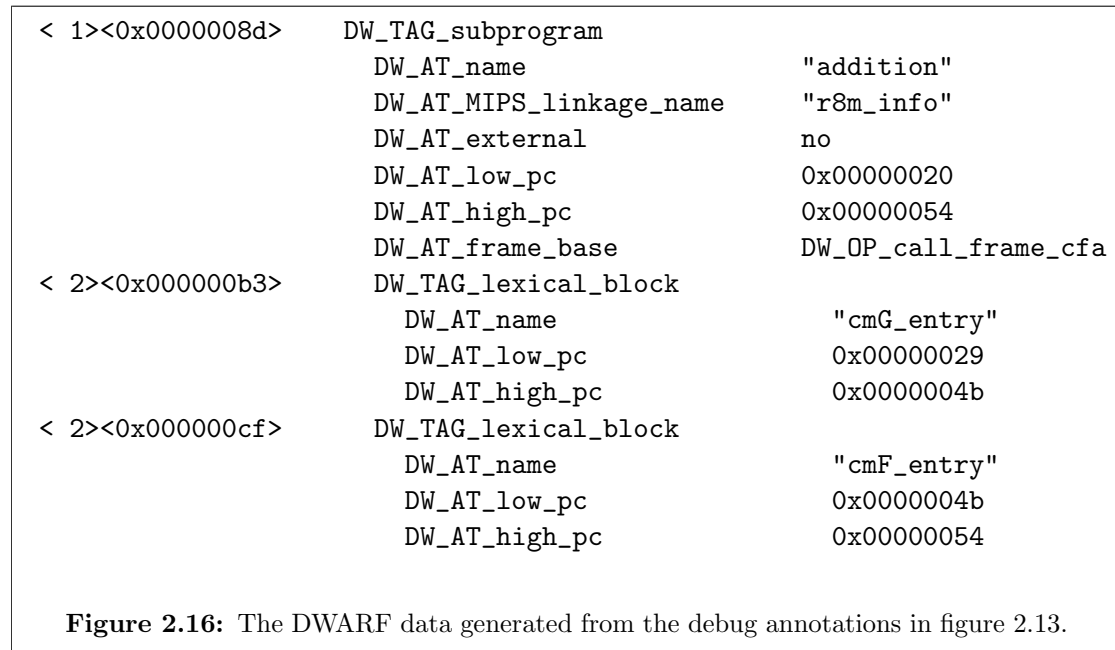 < 1><0x0000008d>    DW_TAG_subprogram
                      DW_AT_name                  "addition"
                      DW_AT_MIPS_linkage_name     "r8m_info"
                      DW_AT_external              no
                      DW_AT_low_pc                0x00000020
                      DW_AT_high_pc               0x00000054
                      DW_AT_frame_base            DW_OP_call_frame_cfa
< 2><0x000000b3>      DW_TAG_lexical_block
                        DW_AT_name                  "cmG_entry"
                        DW_AT_low_pc                0x00000029
                        DW_AT_high_pc               0x0000004b
< 2><0x000000cf>      DW_TAG_lexical_block
                        DW_AT_name                  "cmF_entry"
                        DW_AT_low_pc                0x0000004b
                        DW_AT_high_pc               0x00000054
Figure 2.16: The DWARF data generated from the debug annotations in figure 2.13.